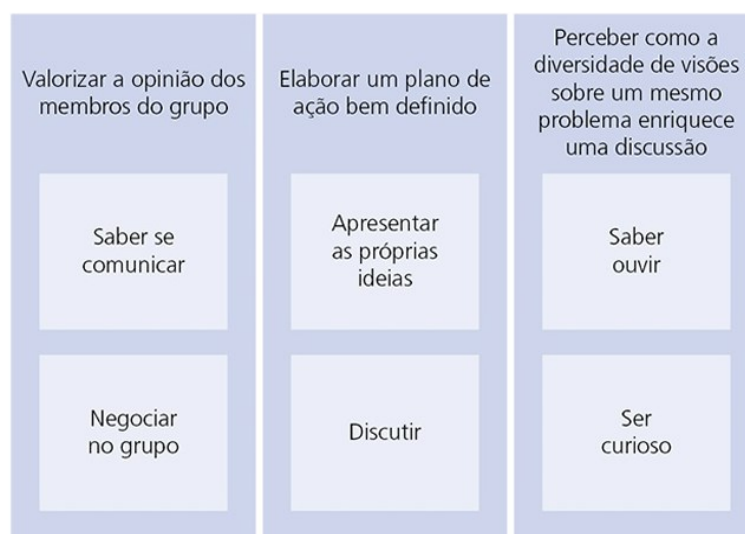 Valorizar a opinião dos
membros do grupo
Saber se
comunicar
Negociar
no grupo
Elaborar um plano de
ação bem definido
Apresentar
as próprias
ideias
Discutir
Perceber como a
diversidade de visões
sobre um mesmo
problema enriquece
uma discussão
Saber
ouvir
Ser
curioso